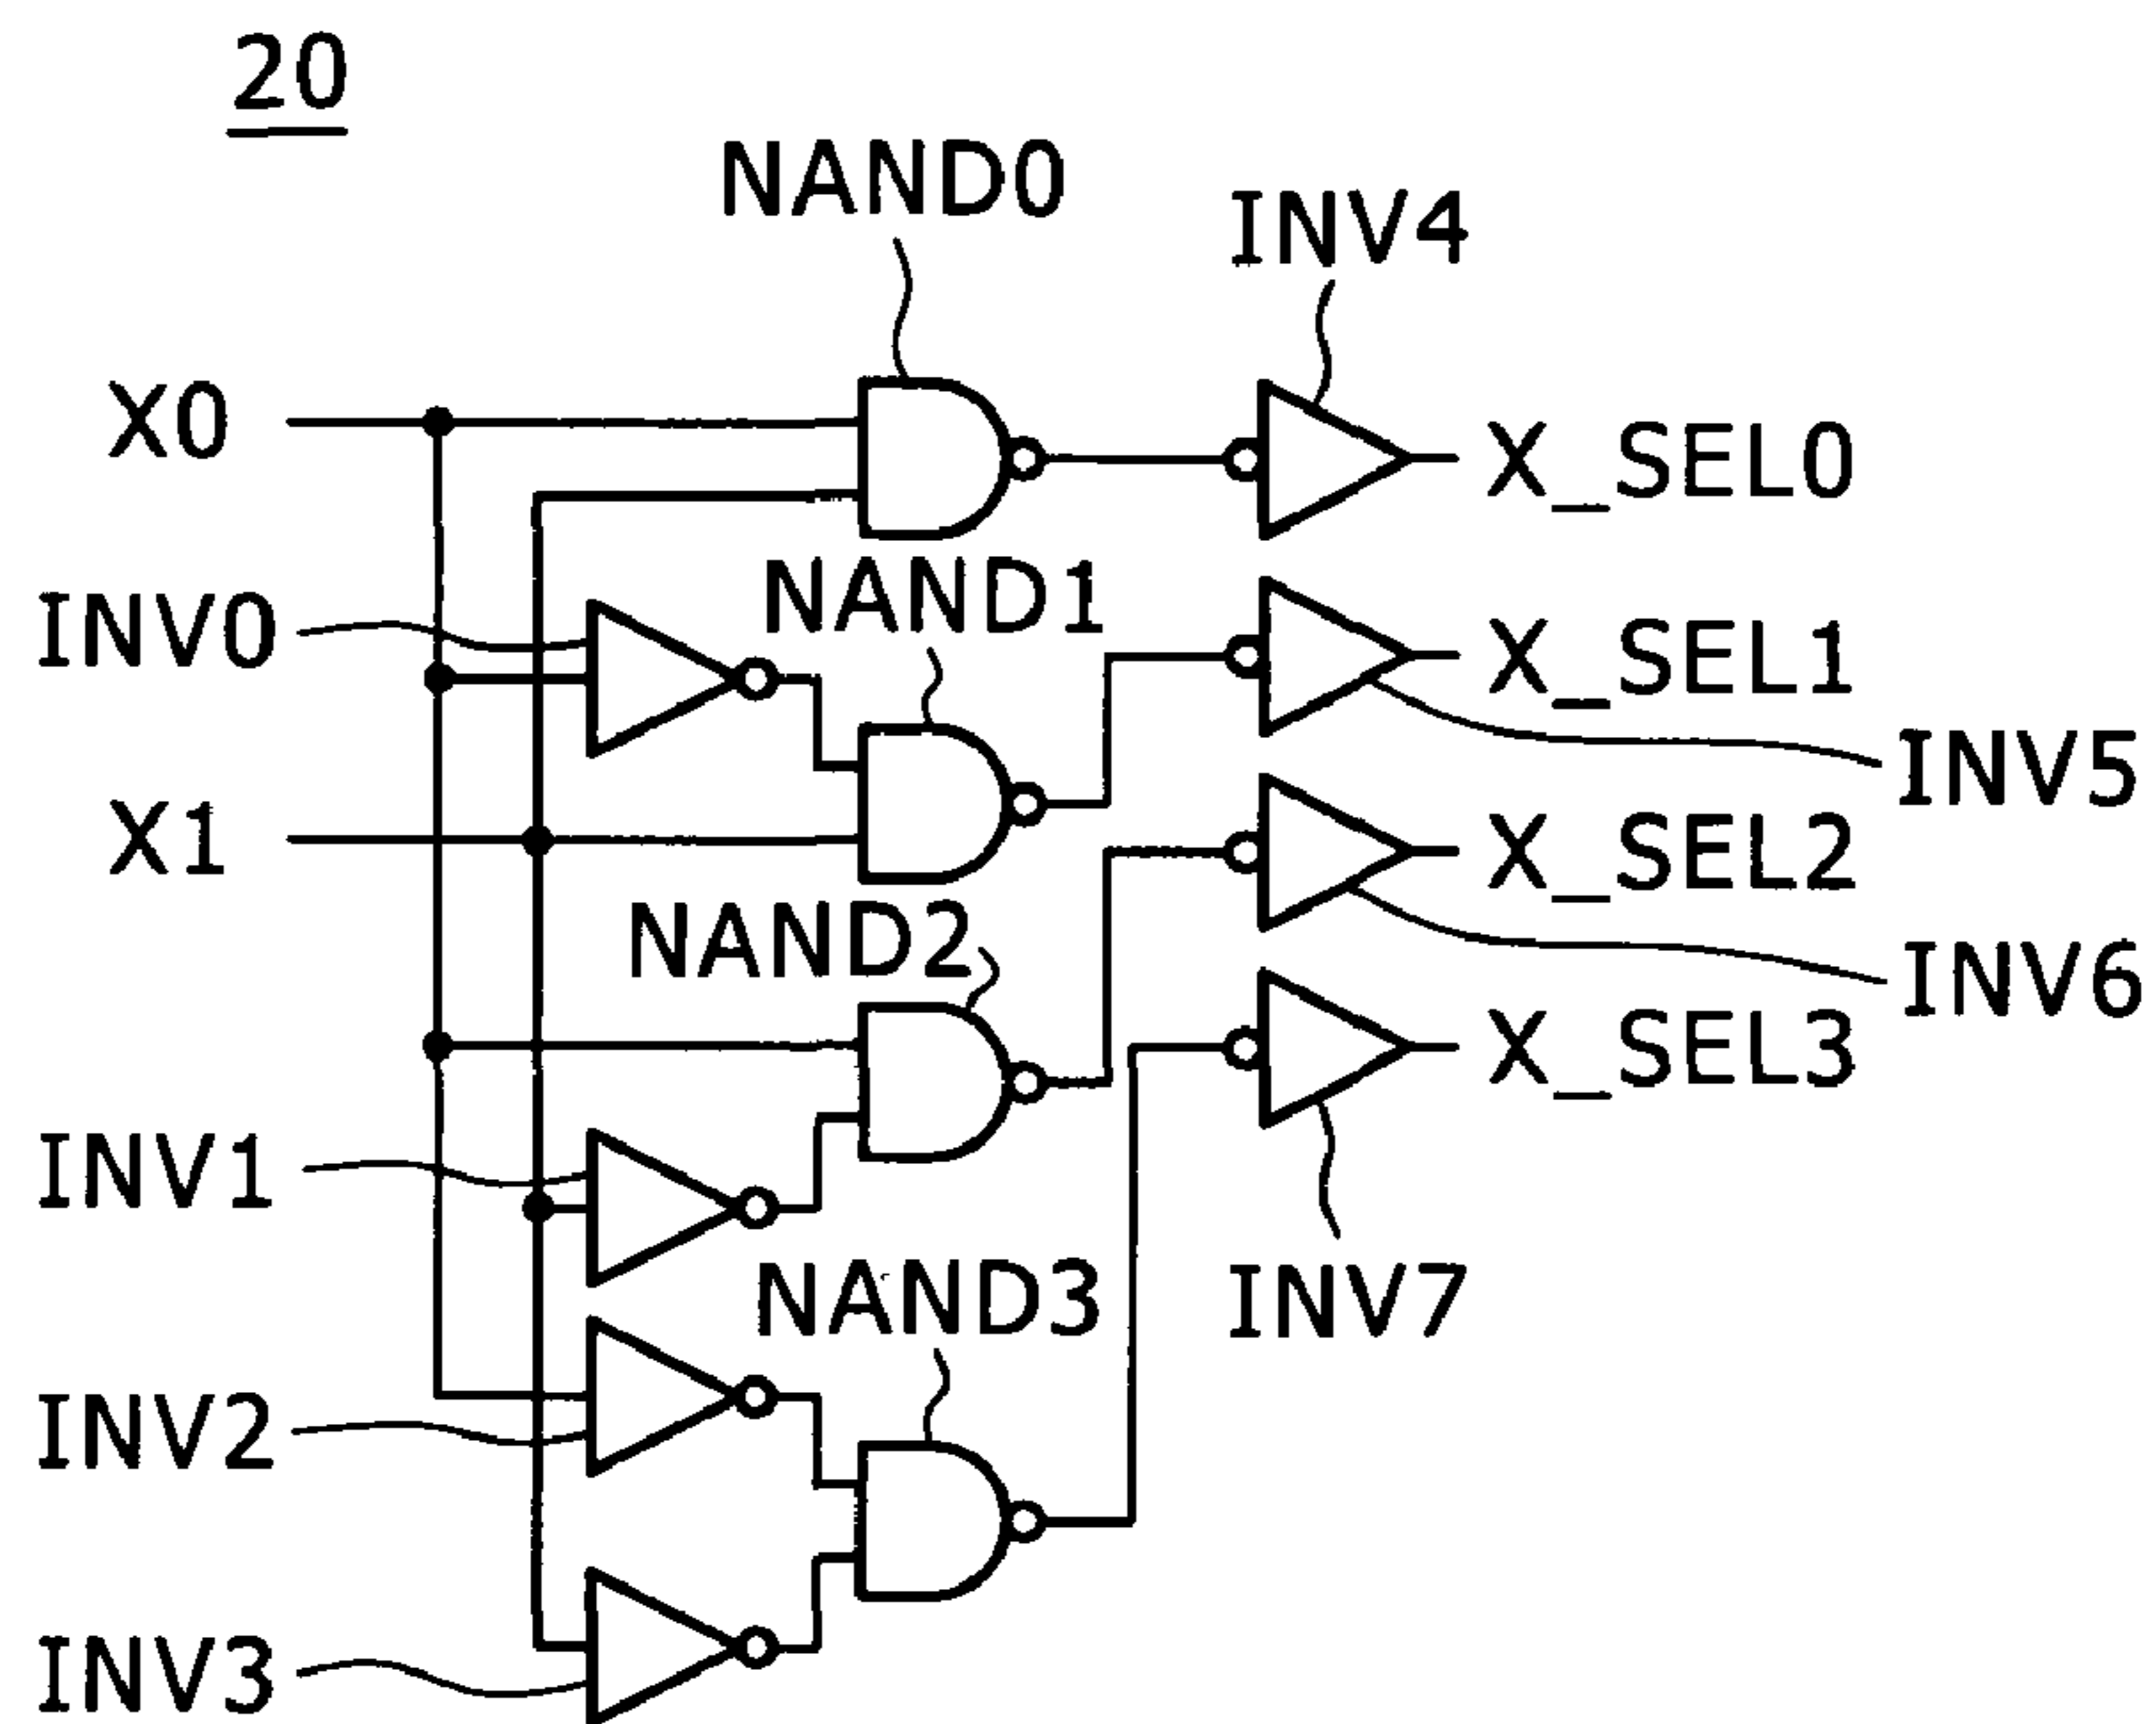 20
NAND0
INV4
X0
X_SEL0
INV0
NAND1
X_SEL1
INV5
X1
X_SEL2
NAND2
INV6
X_SEL3
INV1
NAND3
INV7
INV2
INV3